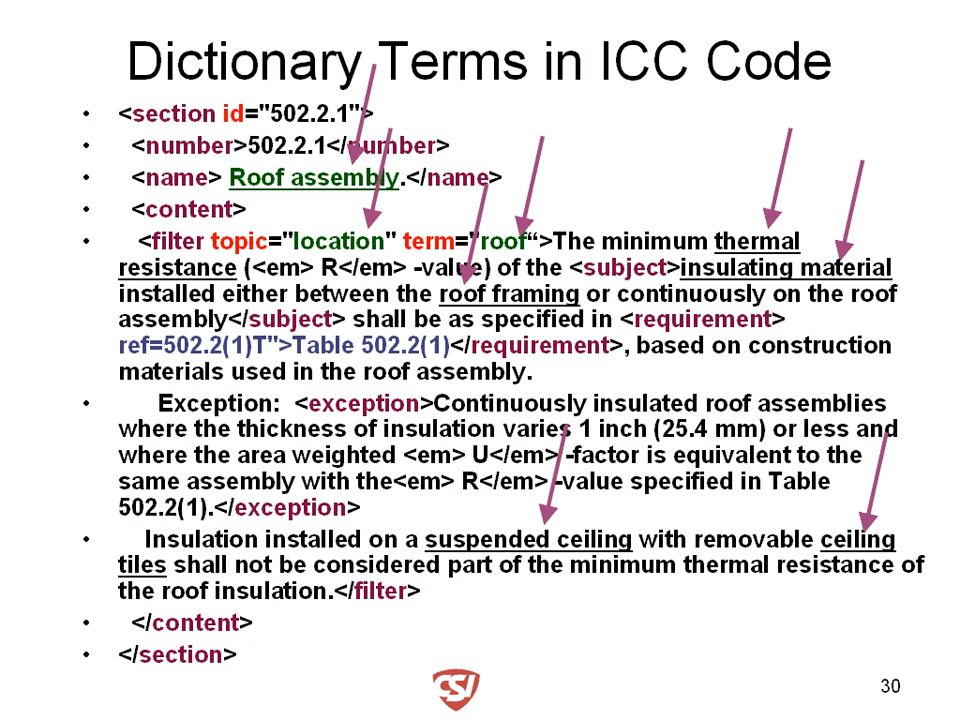 Dictionary Terms in ICC Code
• <section id="502.2.1">
• <number>502.2.1</number>
• <name> Roof assembly.</name>
• <content>
• <filter topic="location" term="roof“>The minimum thermal
resistance (<em> R</em> -value) of the <subject>insulating material
installed either between the roof framing or continuously on the roof
assembly</subject> shall be as specified in <requirement>
ref=502.2(1)T">Table 502.2(1)</requirement>, based on construction
materials used in the roof assembly.
• Exception: <exception>Continuously insulated roof assemblies
where the thickness of insulation varies 1 inch (25.4 mm) or less and
where the area weighted <em> U</em> -factor is equivalent to the
same assembly with the<em> R</em> -value specified in Table
502.2(1).</exception>
• Insulation installed on a suspended ceiling with removable ceiling
tiles shall not be considered part of the minimum thermal resistance of
the roof insulation.</filter>
• </content>
• </section>
CSI
30